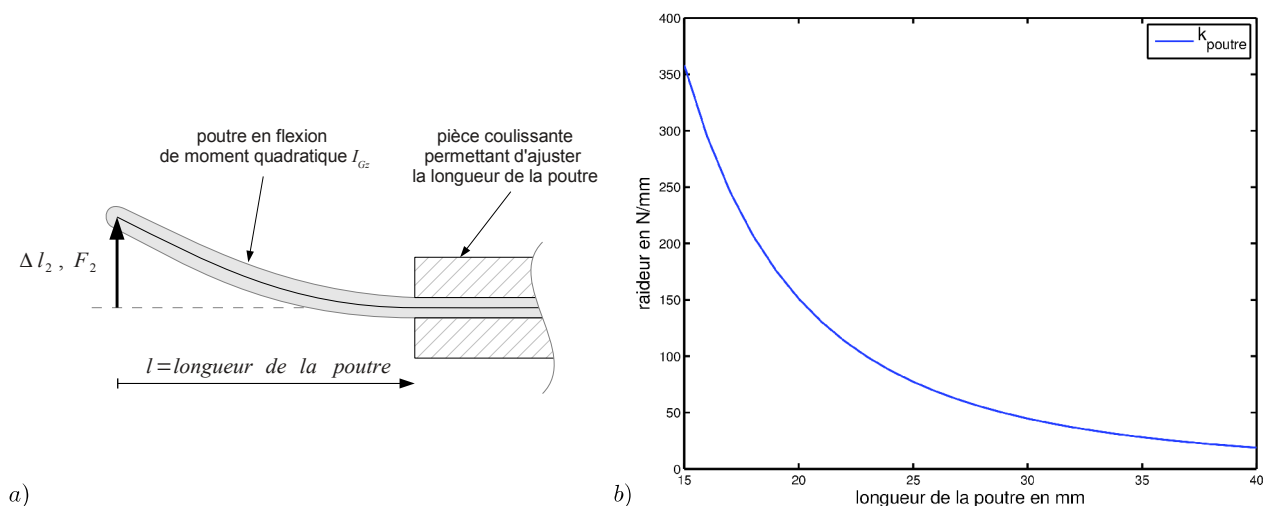 poutre en flexion
de moment quadratique I_Gz
pièce coulissante
permettant d'ajuster
la longueur de la poutre
Δ l₂ , F₂
l=longueur de la poutre
a)
400
350
300
250
200
150
100
50
0
raideur en N/mm
k_poutre
15 20 25 30 35 40
longueur de la poutre en mm
b)